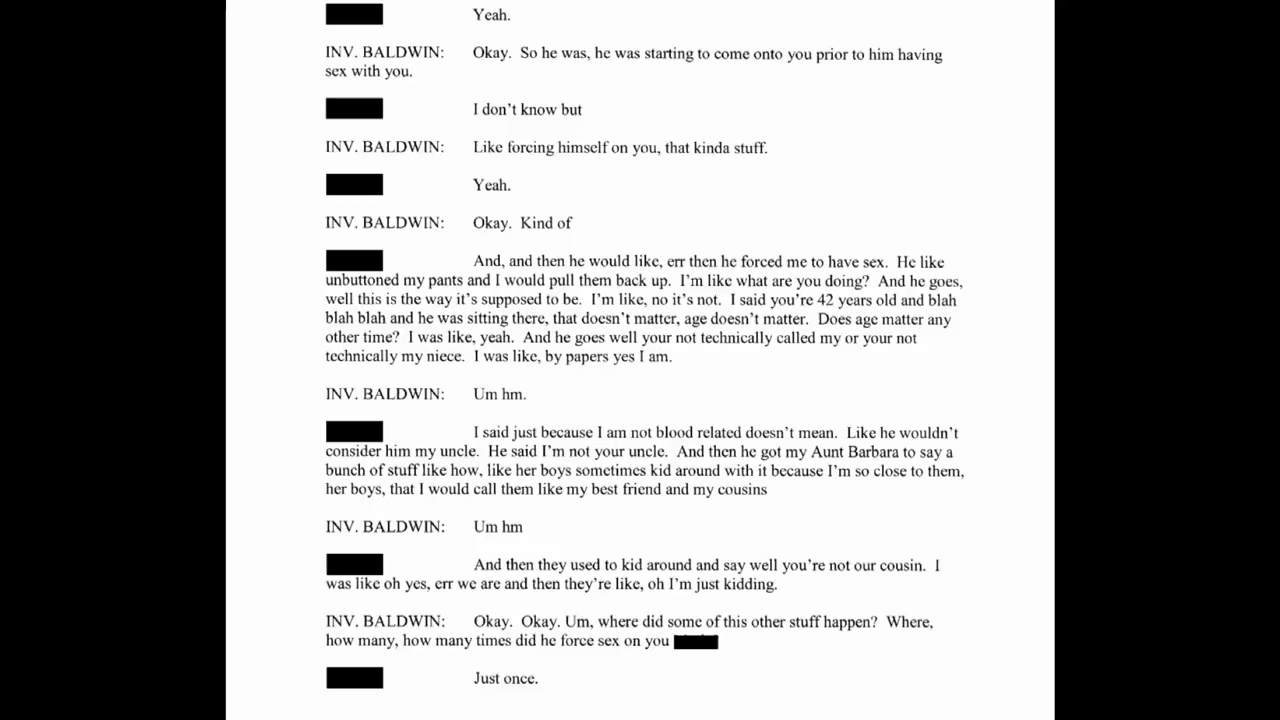 Yeah.
INV. BALDWIN: Okay. So he was, he was starting to come onto you prior to him having
sex with you.
I don't know but
INV. BALDWIN: Like forcing himself on you, that kinda stuff.
Yeah.
INV. BALDWIN: Okay. Kind of
And, and then he would like, err then he forced me to have sex. He like
unbuttoned my pants and I would pull them back up. I'm like what are you doing? And he goes,
well this is the way it's supposed to be. I'm like, no it's not. I said you're 42 years old and blah
blah blah and he was sitting there, that doesn't matter, age doesn't matter. Does age matter any
other time? I was like, yeah. And he goes well your not technically called my or your not
technically my niece. I was like, by papers yes I am.
INV. BALDWIN: Um hm.
I said just because I am not blood related doesn't mean. Like he wouldn't
consider him my uncle. He said I'm not your uncle. And then he got my Aunt Barbara to say a
bunch of stuff like how, like her boys sometimes kid around with it because I'm so close to them,
her boys, that I would call them like my best friend and my cousins
INV. BALDWIN: Um hm
And then they used to kid around and say well you're not our cousin. I
was like oh yes, err we are and then they're like, oh I'm just kidding.
INV. BALDWIN: Okay. Okay. Um, where did some of this other stuff happen? Where,
how many, how many times did he force sex on you
Just once.